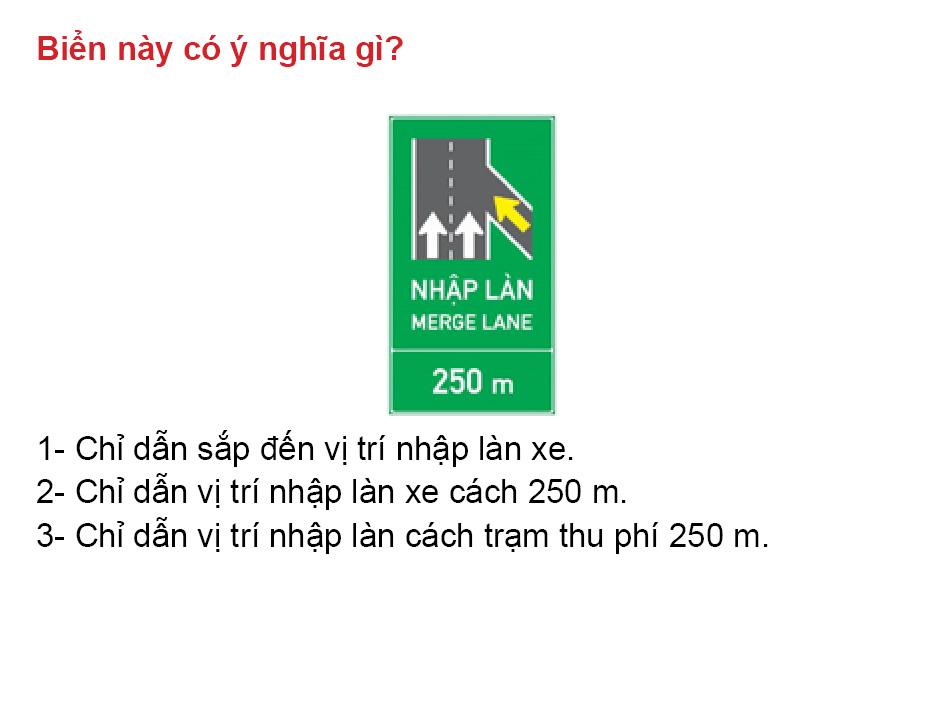 Biển này có ý nghĩa gì?
NHẬP LÀN
MERGE LANE
250 m
1- Chỉ dẫn sắp đến vị trí nhập làn xe.
2- Chỉ dẫn vị trí nhập làn xe cách 250 m.
3- Chỉ dẫn vị trí nhập làn cách trạm thu phí 250 m.